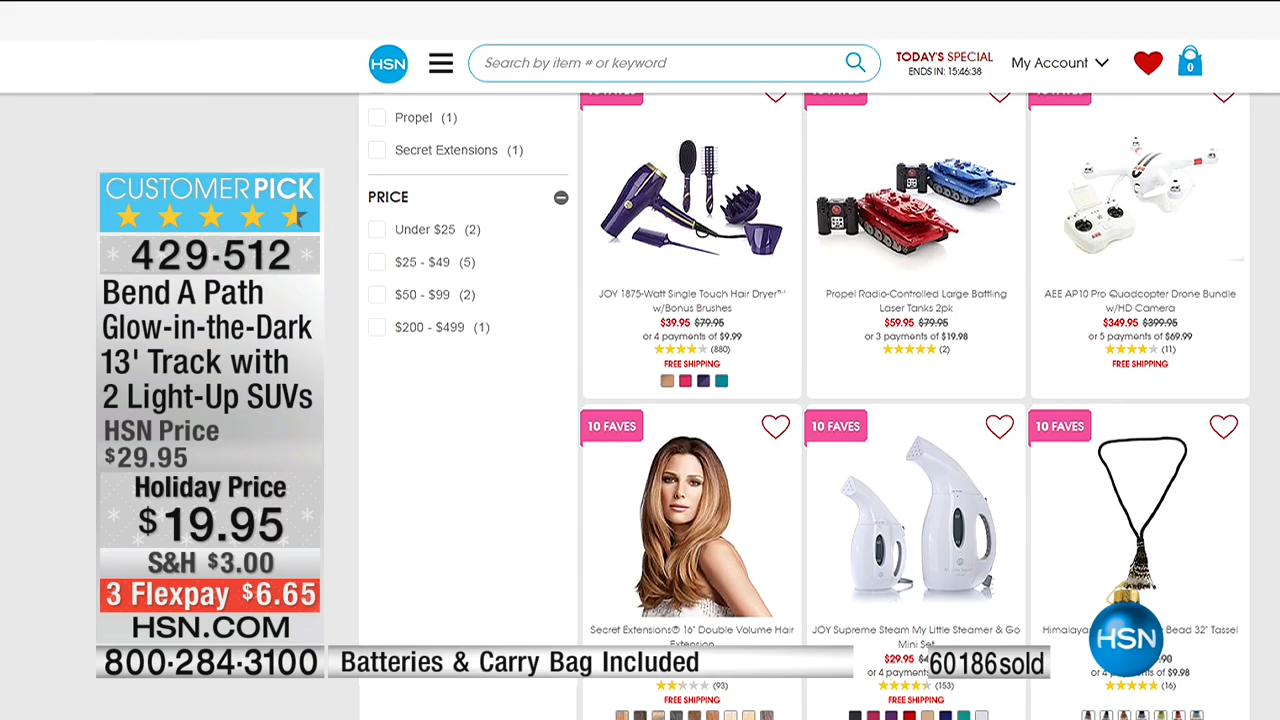 HSN
Search by item # or keyword
TODAY'S SPECIAL
ENDS IN: 15:46:38
My Account
0
Propel (1)
Secret Extensions (1)
PRICE
Under $25 (2)
$25 - $49 (5)
$50 - $99 (2)
$200 - $499 (1)
JOY 1875-Watt Single Touch Hair Dryer™
w/Bonus Brushes
$39.95 $79.95
or 4 payments of $9.99
(880)
FREE SHIPPING
Propel Radio-Controlled Large Battling
Laser Tanks 2pk
$59.95 $79.95
or 3 payments of $19.98
(2)
AEE AP10 Pro Quadcopter Drone Bundle
w/HD Camera
$349.95 $399.95
or 5 payments of $69.99
(11)
FREE SHIPPING
10 FAVES
Secret Extensions® 16" Double Volume Hair
Extension
(93)
FREE SHIPPING
10 FAVES
JOY Supreme Steam My Little Steamer & Go
Mini Set
$29.95
or 4 payments
(153)
FREE SHIPPING
10 FAVES
Bead 32" Tassel
.90
of $9.98
(16)
CUSTOMER PICK
429·512
Bend A Path
Glow-in-the-Dark
13' Track with
2 Light-Up SUVs
HSN Price
$29.95
Holiday Price
$19.95
S&H $3.00
3 Flexpay $6.65
HSN.COM
800·284·3100
Batteries & Carry Bag Included
60186sold
HSN